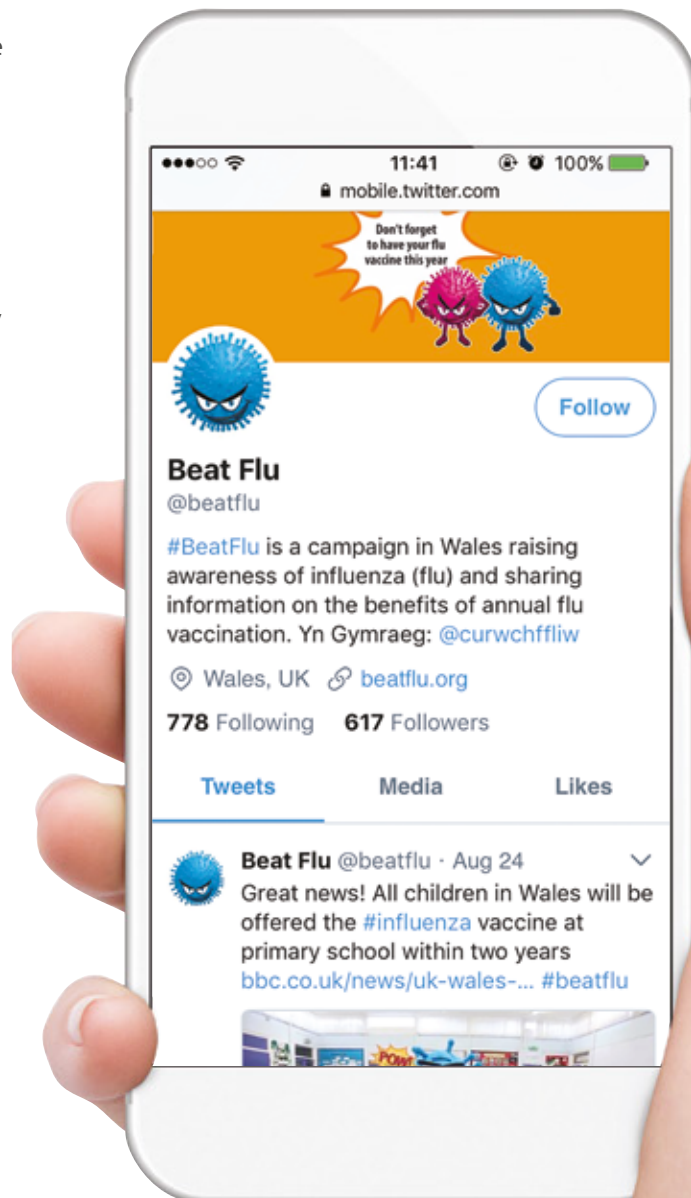 e
,
11:41
100%
mobile.twitter.com
Don't forget
to have your flu
vaccine this year
Follow
Beat Flu
@beatflu
#BeatFlu is a campaign in Wales raising
awareness of influenza (flu) and sharing
information on the benefits of annual flu
vaccination. Yn Gymraeg: @curwchffliw
Wales, UK beatflu.org
778 Following 617 Followers
Tweets Media Likes
Beat Flu @beatflu · Aug 24
Great news! All children in Wales will be
offered the #influenza vaccine at
primary school within two years
bbc.co.uk/news/uk-wales-... #beatflu
POW!